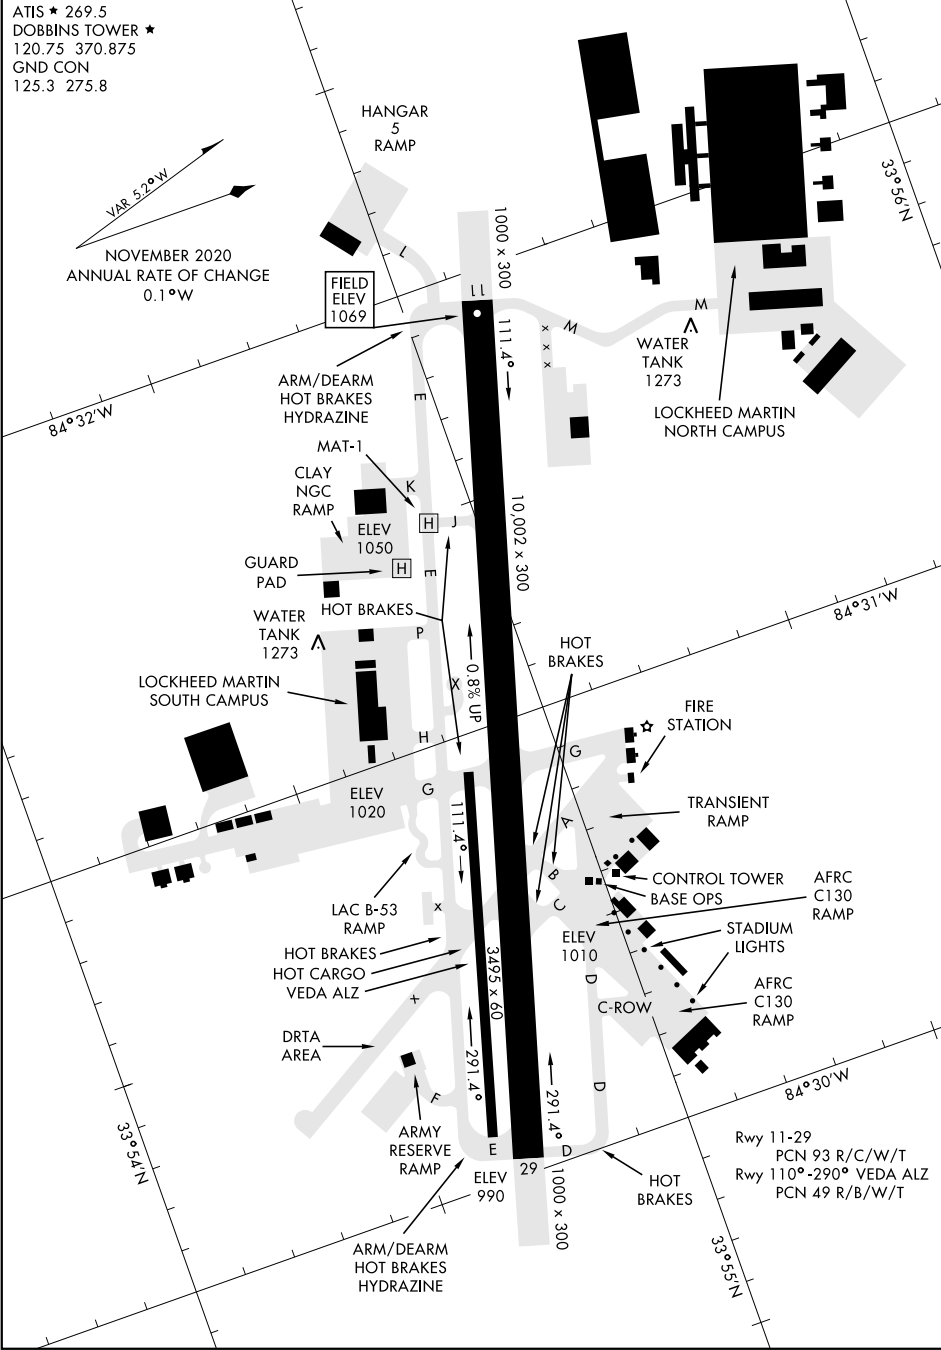 ATIS ★ 269.5
DOBBINS TOWER ★
120.75 370.875
GND CON
125.3 275.8
HANGAR
5
RAMP
VAR 5.2°W
NOVEMBER 2020
ANNUAL RATE OF CHANGE
0.1°W
33°56'N
1000 x 300
L
FIELD
ELEV
1069
11
111.4°
M
M
x
x
x
WATER
TANK
1273
LOCKHEED MARTIN
NORTH CAMPUS
ARM/DEARM
HOT BRAKES
HYDRAZINE
84°32'W
E
MAT-1
CLAY
NGC
RAMP
K
ELEV
1050
H
J
10,002 x 300
GUARD
PAD
H
E
HOT BRAKES
WATER
TANK
1273
P
84°31'W
0.8% UP
X
HOT
BRAKES
LOCKHEED MARTIN
SOUTH CAMPUS
FIRE
STATION
H
G
ELEV
1020
G
111.4°
TRANSIENT
RAMP
A
B
C
CONTROL TOWER
BASE OPS
AFRC
C130
RAMP
LAC B-53
RAMP
x
ELEV
1010
STADIUM
LIGHTS
HOT BRAKES
HOT CARGO
VEDA ALZ
3495 x 60
D
C-ROW
AFRC
C130
RAMP
x
DRTA
AREA
291.4°
291.4°
D
84°30'W
F
ARMY
RESERVE
RAMP
33°54'N
E
D
29
ELEV
990
1000 x 300
HOT
BRAKES
Rwy 11-29
PCN 93 R/C/W/T
Rwy 110°-290° VEDA ALZ
PCN 49 R/B/W/T
ARM/DEARM
HOT BRAKES
HYDRAZINE
33°55'N